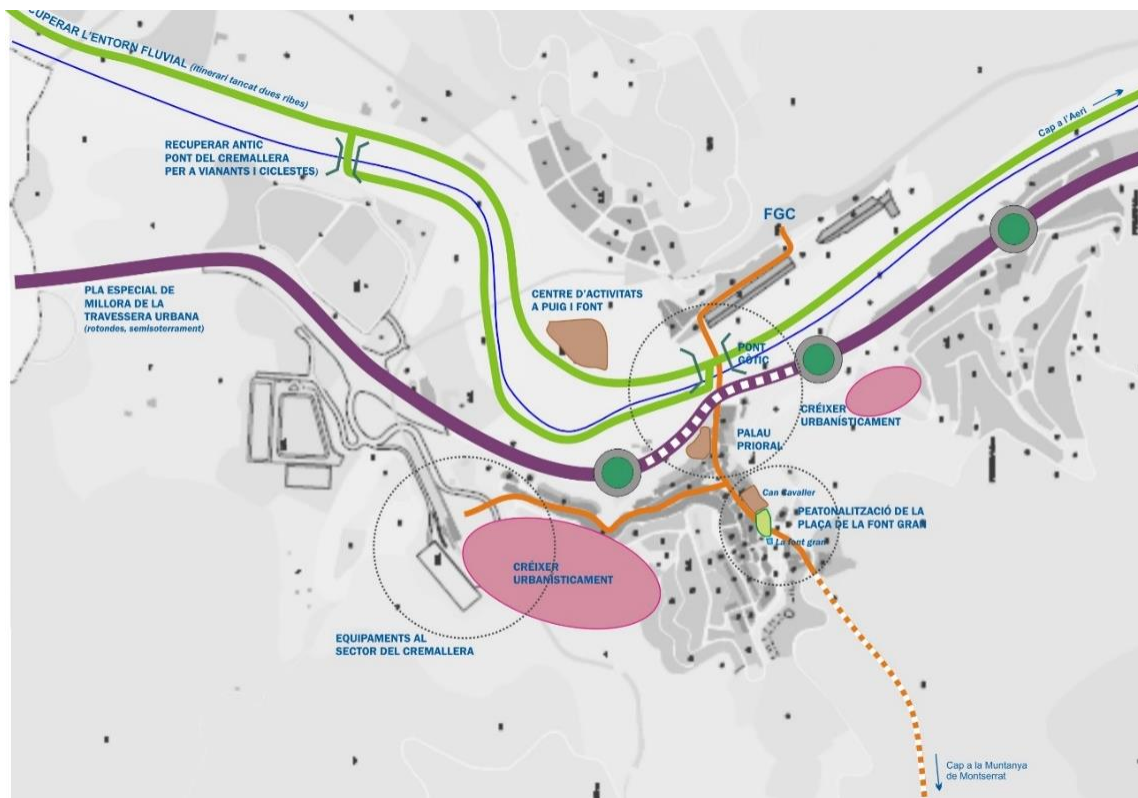 CUPERAR L'ENTORN FLUVIAL (itinerari tancat dues ribes)
Cap a l'Aeri
RECUPERAR ANTIC
PONT DEL CREMALLERA
PER A VIANANTS I CICLESTES)
FGC
PLA ESPECIAL DE
MILLORA DE LA
TRAVESSERA URBANA
(rotondes, semisoterrament)
CENTRE D'ACTIVITATS
A PUIG I FONT
PONT
GÒTIC
CRÉIXER
URBANÍSTICAMENT
PALAU
PRIORAL
Can Cavaller
PEATONALITZACIÓ DE LA
PLAÇA DE LA FONT GRAN
La font gran
CRÉIXER
URBANÍSTICAMENT
EQUIPAMENTS AL
SECTOR DEL CREMALLERA
Cap a la Muntanya
de Montserrat